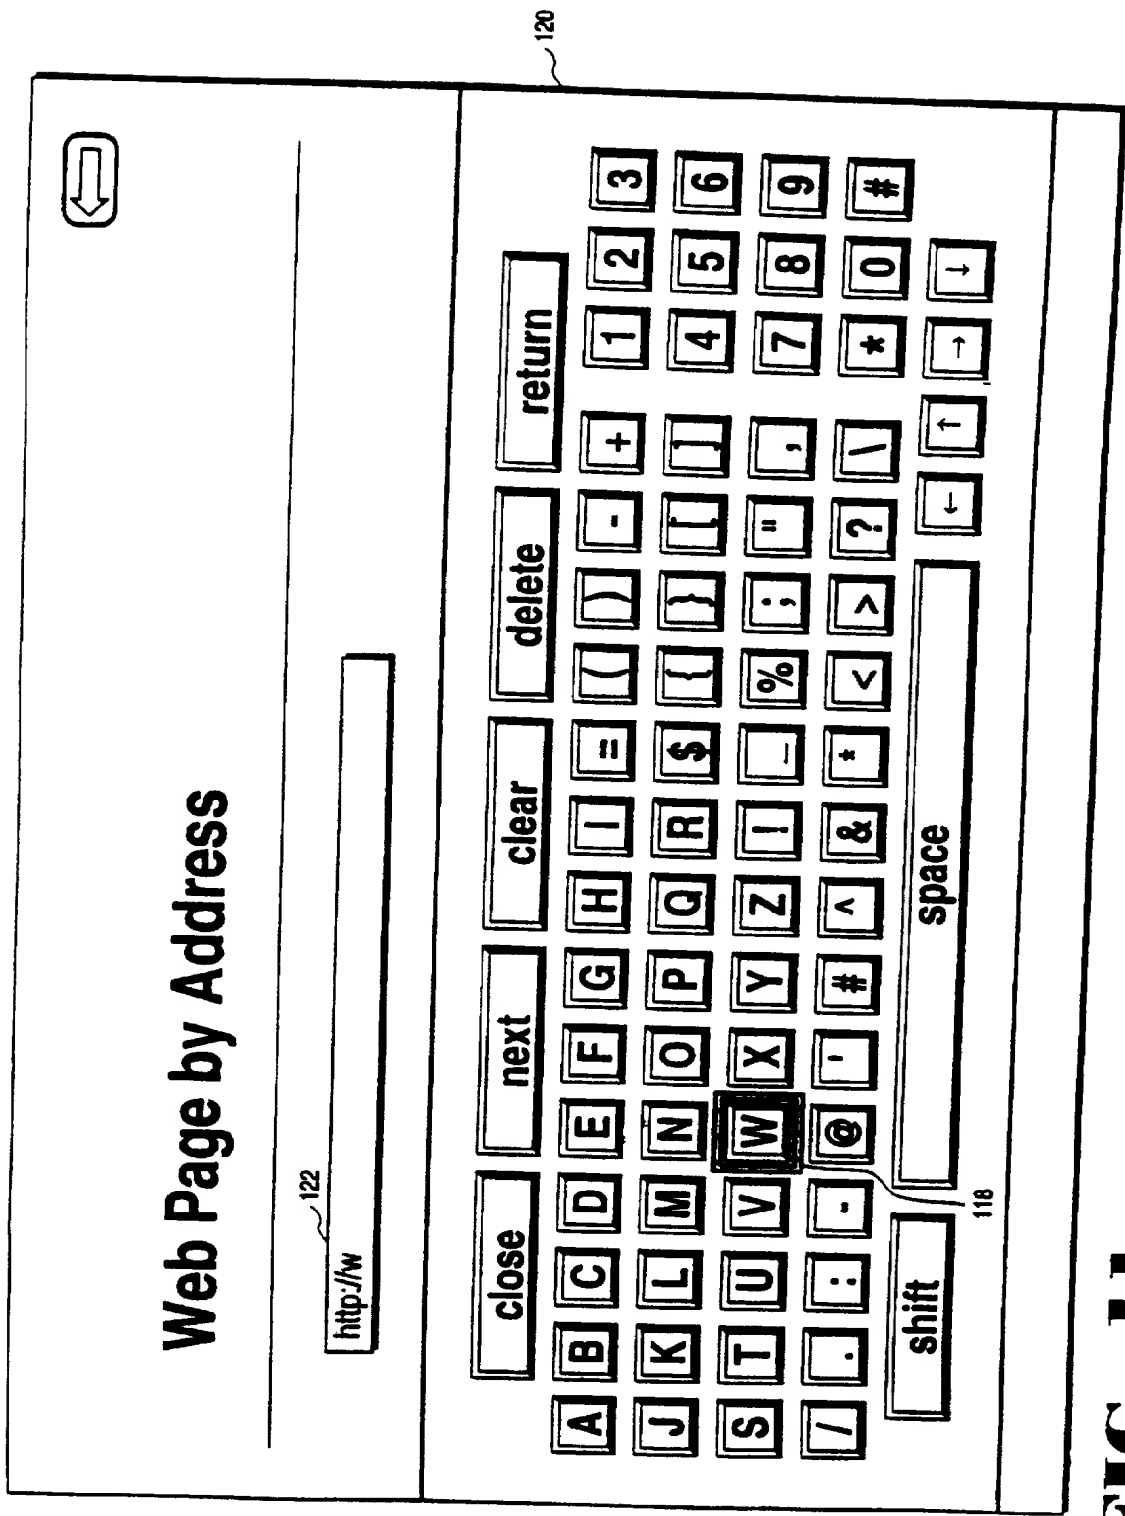 120
Web Page by Address
122
http://w
close next clear delete return
A B C D E F G H I = ( ) - + 1 2 3
J K L M N O P Q R $ { } [ ] 4 5 6
S T U V W X Y Z ! _ % ; " , 7 8 9
/ . : - @ ' # ^ & * < > ? \ * 0 #
shift space
118